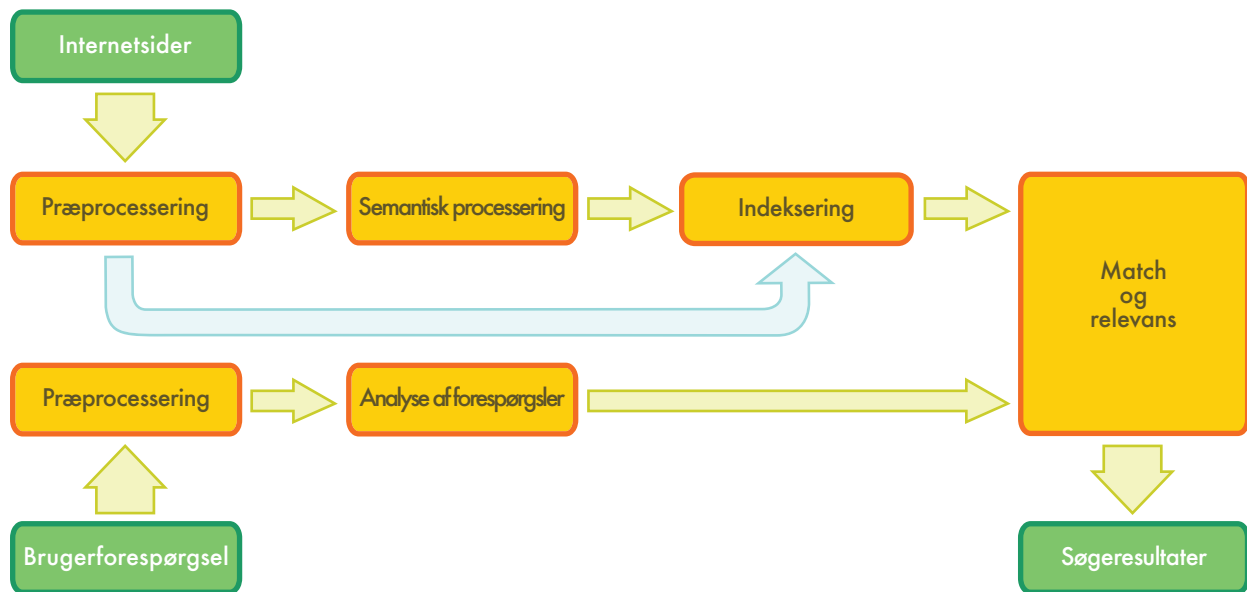 Internetsider
Præprocessering
Semantisk processering
Indeksering
Match
og
relevans
Præprocessering
Analyse af forespørgsler
Brugerforespørgsel
Søgeresultater